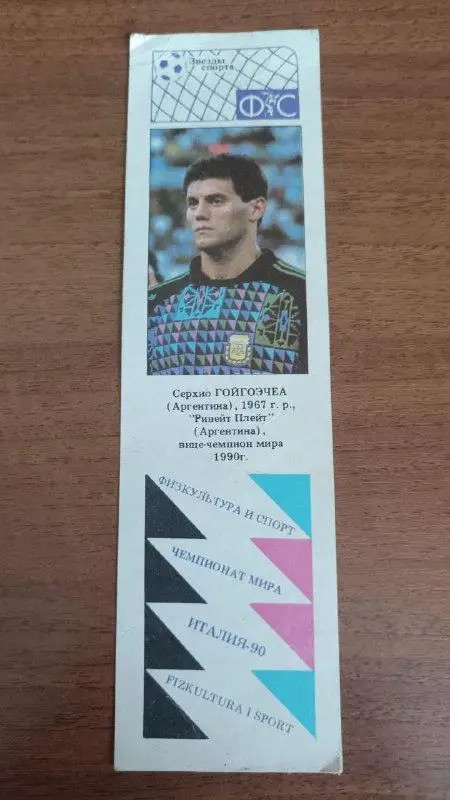 Звезды
спорта
ФС
Серхио ГОЙГОЭЧЕА
(Аргентина), 1967 г. р.,
"Ривейт Плейт"
(Аргентина),
вице-чемпион мира
1990г.
ФИЗКУЛЬТУРА И СПОРТ
ЧЕМПИОНАТ МИРА
ИТАЛИЯ-90
FIZKULTURA I SPORT